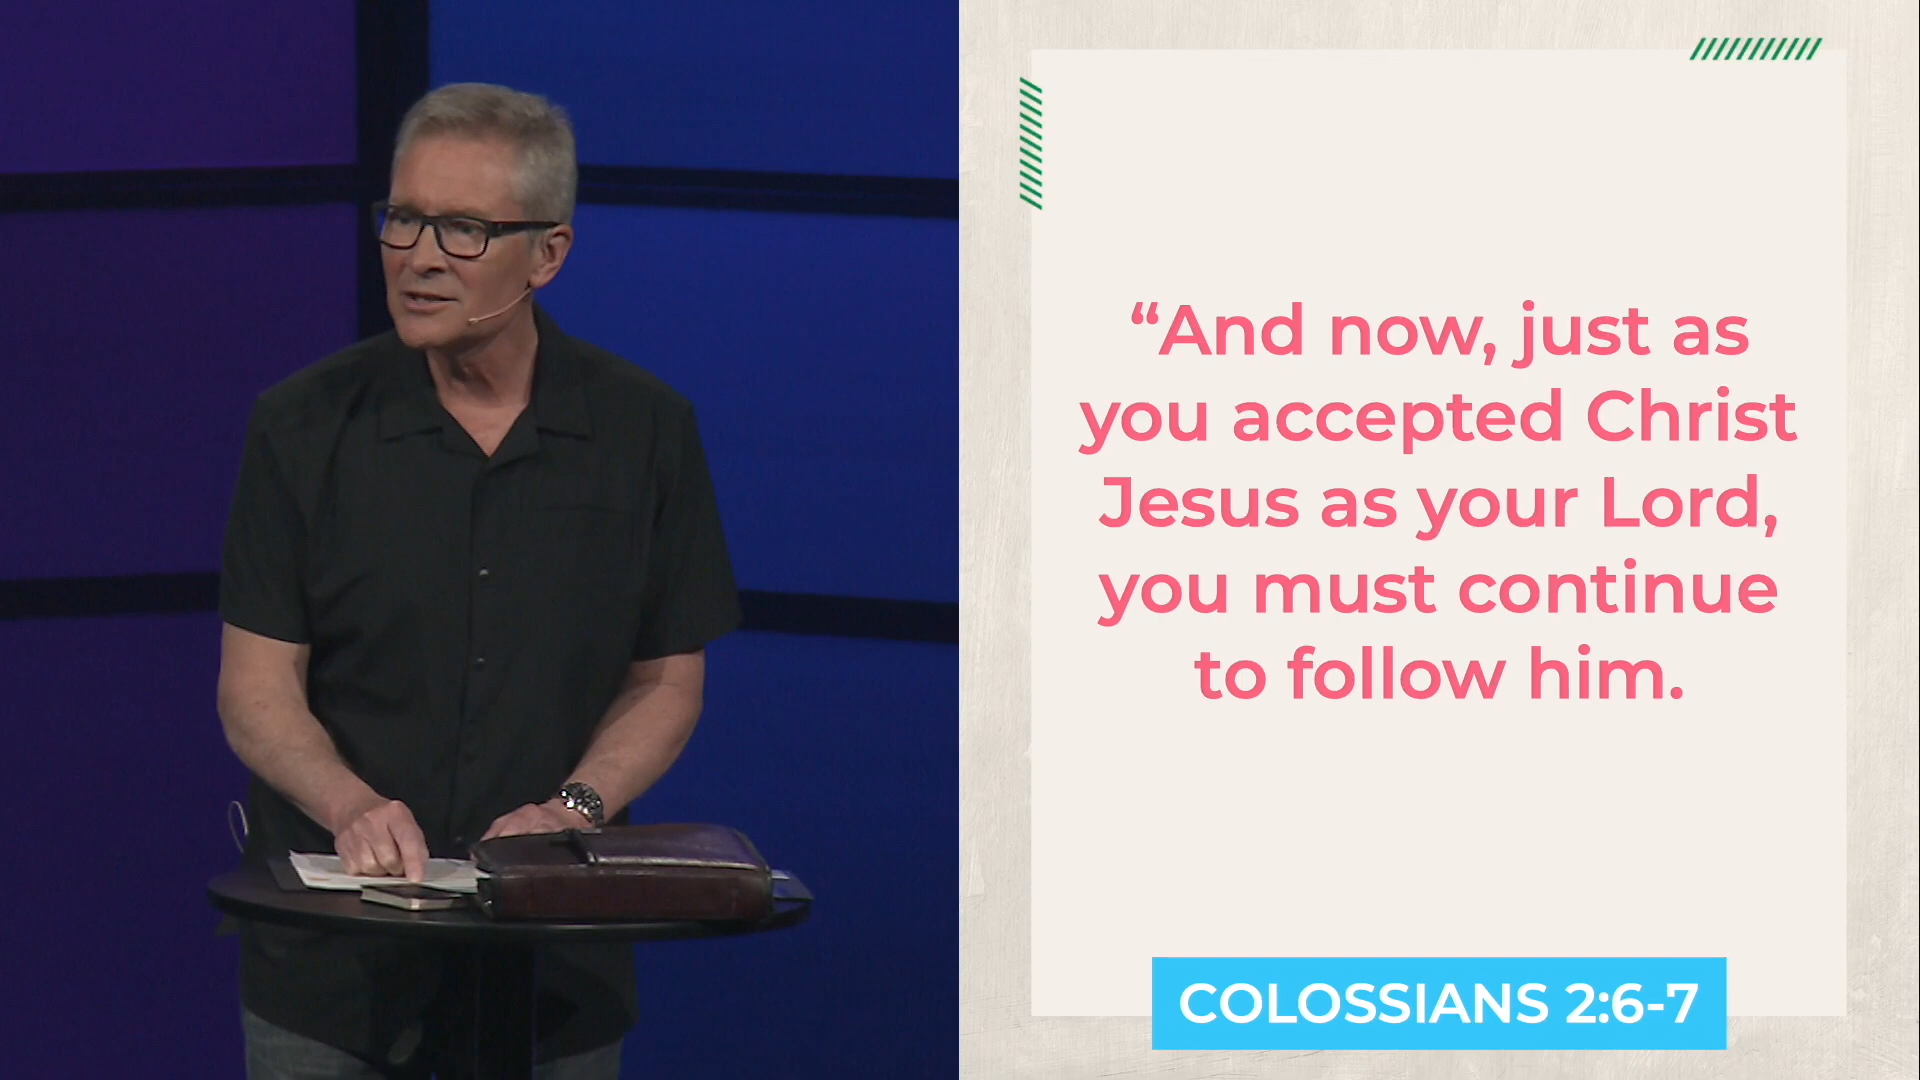 “And now, just as
you accepted Christ
Jesus as your Lord,
you must continue
to follow him.
COLOSSIANS 2:6-7